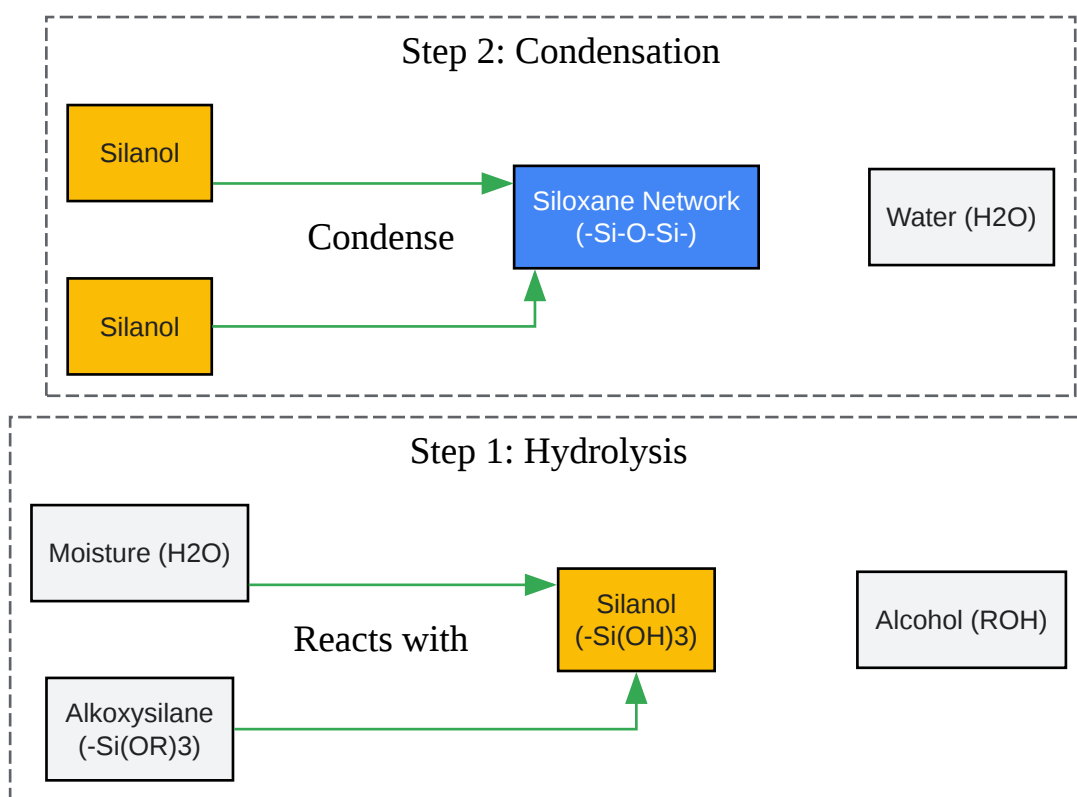 Step 2: Condensation
Silanol
Siloxane Network
(-Si-O-Si-)
Water (H2O)
Condense
Silanol
Step 1: Hydrolysis
Moisture (H2O)
Silanol
(-Si(OH)3)
Alcohol (ROH)
Reacts with
Alkoxysilane
(-Si(OR)3)